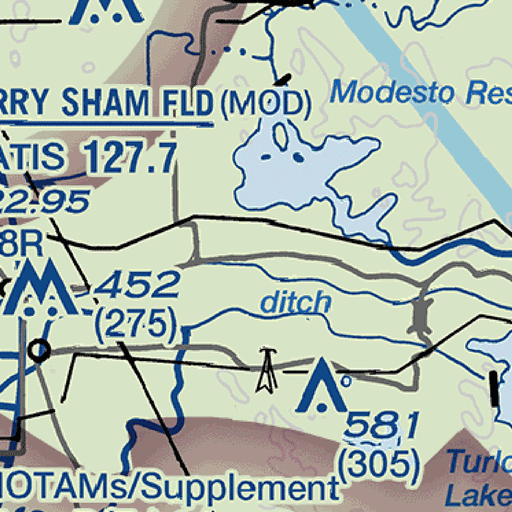 RRY SHAM FLD (MOD)
Modesto Res
ATIS 127.7
22.95
8R
452
(275)
ditch
581
(305)
NOTAMs/Supplement
Turlo
Lake